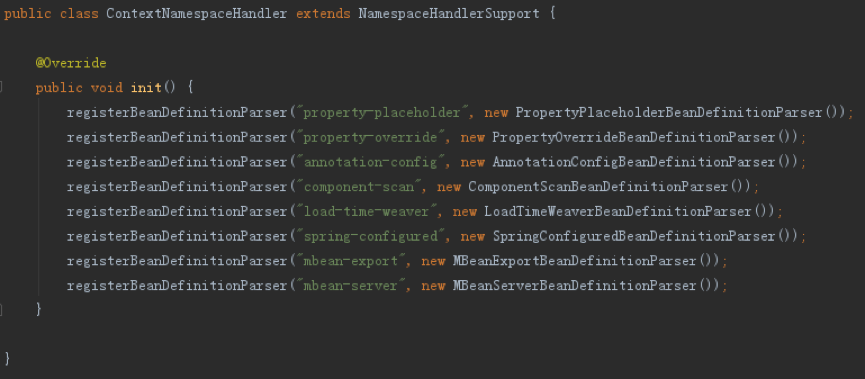 public class ContextNamespaceHandler extends NamespaceHandlerSupport {
@Override
public void init() {
registerBeanDefinitionParser("property-placeholder", new PropertyPlaceholderBeanDefinitionParser());
registerBeanDefinitionParser("property-override", new PropertyOverrideBeanDefinitionParser());
registerBeanDefinitionParser("annotation-config", new AnnotationConfigBeanDefinitionParser());
registerBeanDefinitionParser("component-scan", new ComponentScanBeanDefinitionParser());
registerBeanDefinitionParser("load-time-weaver", new LoadTimeWeaverBeanDefinitionParser());
registerBeanDefinitionParser("spring-configured", new SpringConfiguredBeanDefinitionParser());
registerBeanDefinitionParser("mbean-export", new MBeanExportBeanDefinitionParser());
registerBeanDefinitionParser("mbean-server", new MBeanServerBeanDefinitionParser());
}
}